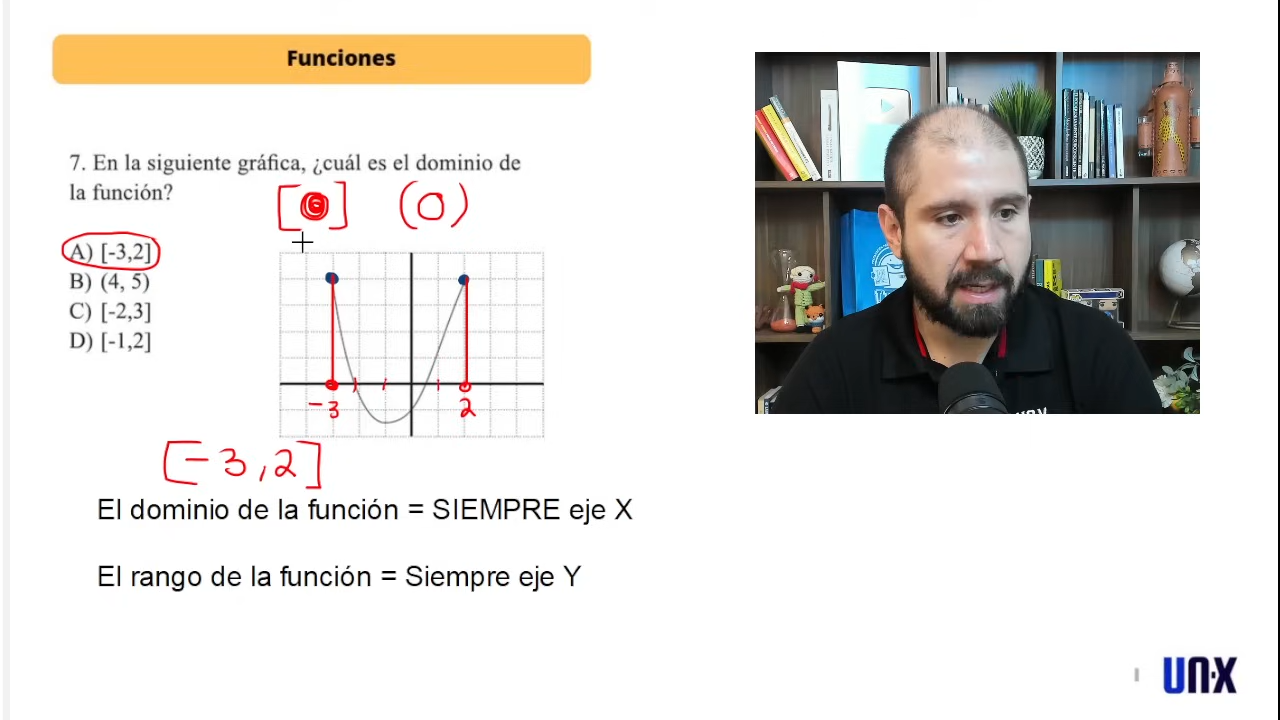 Funciones
7. En la siguiente gráfica, ¿cuál es el dominio de
la función?
[ ] (0)
A) [-3,2]
B) (4, 5)
C) [-2,3]
D) [-1,2]
-3 2
[-3,2]
El dominio de la función = SIEMPRE eje X
El rango de la función = Siempre eje Y
UNX